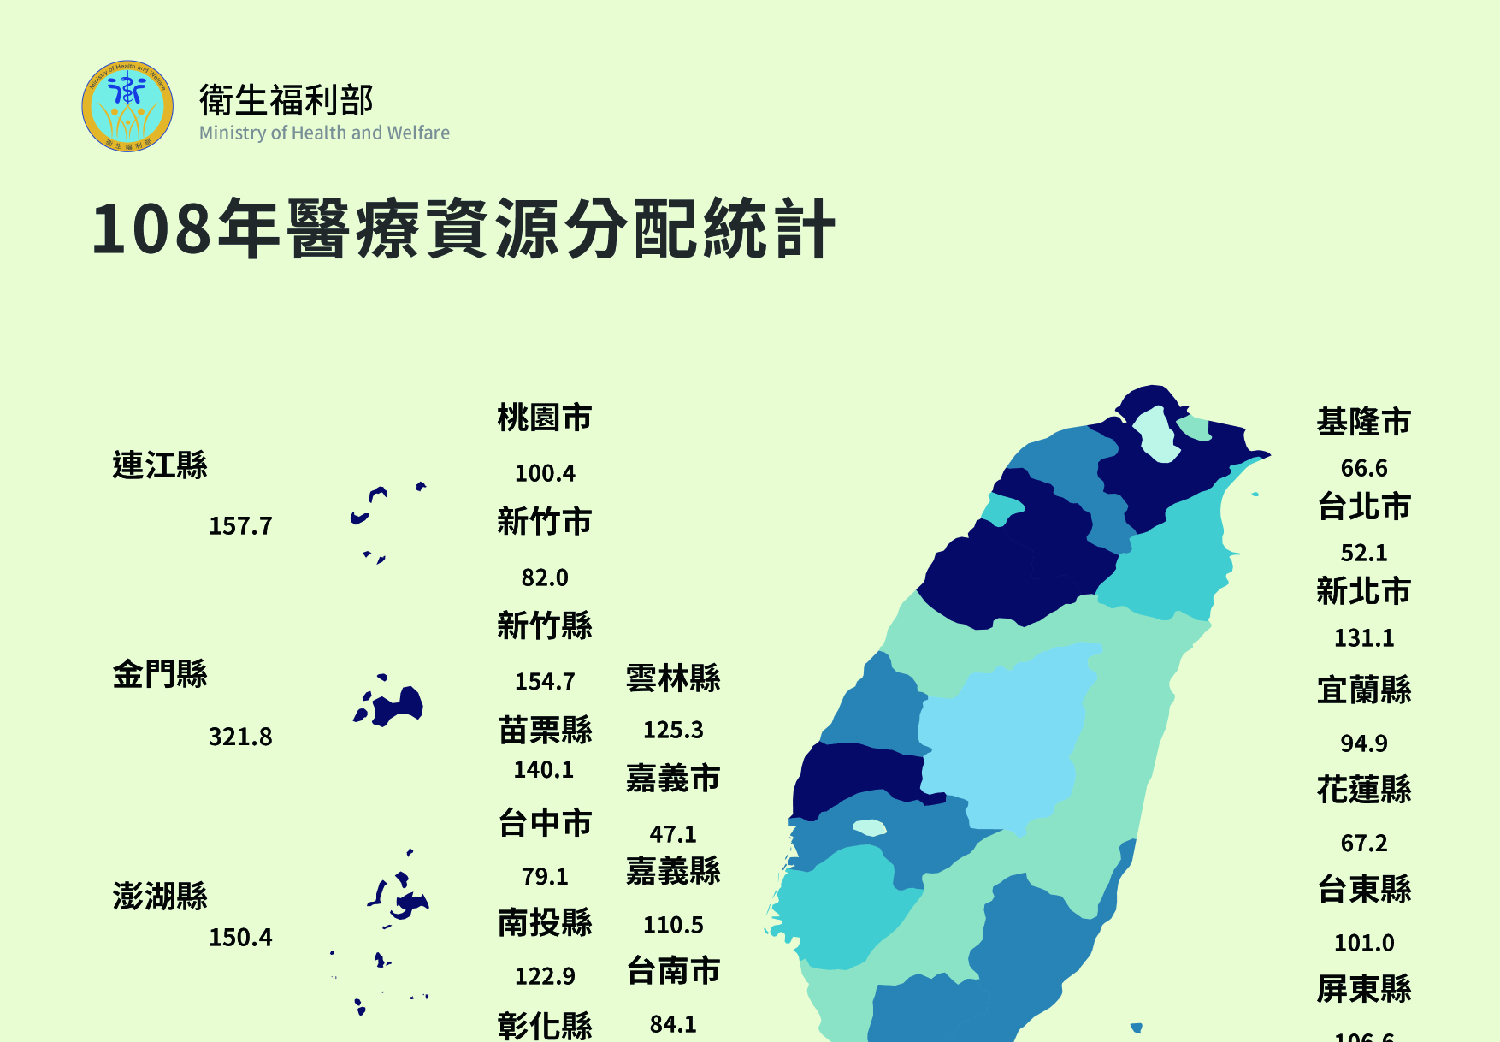 衛生福利部
Ministry of Health and Welfare
108年醫療資源分配統計
連江縣
157.7
金門縣
321.8
澎湖縣
150.4
桃園市
100.4
新竹市
82.0
新竹縣
154.7
苗栗縣
140.1
台中市
79.1
南投縣
122.9
彰化縣
雲林縣
125.3
嘉義市
47.1
嘉義縣
110.5
台南市
84.1
基隆市
66.6
台北市
52.1
新北市
131.1
宜蘭縣
94.9
花蓮縣
67.2
台東縣
101.0
屏東縣
106.6